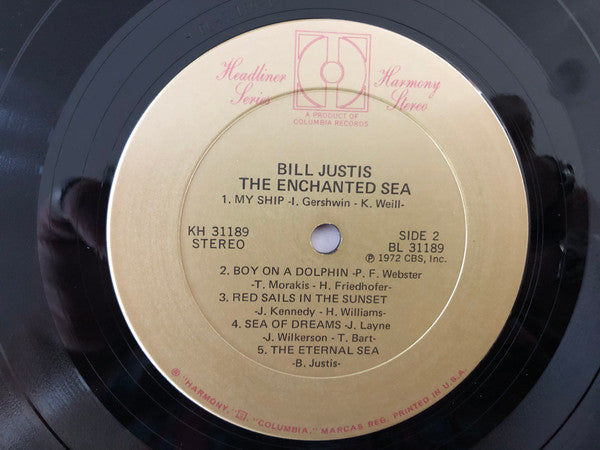 Headliner Series
Harmony Stereo
A PRODUCT OF
COLUMBIA RECORDS
BILL JUSTIS
THE ENCHANTED SEA
1. MY SHIP -I. Gershwin - K. Weill-
KH 31189
STEREO
SIDE 2
BL 31189
℗ 1972 CBS, Inc.
2. BOY ON A DOLPHIN -P. F. Webster
-T. Morakis - H. Friedhofer-
3. RED SAILS IN THE SUNSET
-J. Kennedy - H. Williams-
4. SEA OF DREAMS -J. Layne
-J. Wilkerson - T. Bart-
5. THE ETERNAL SEA
-B. Justis-
® "HARMONY," "COLUMBIA," MARCAS REG. PRINTED IN U.S.A.